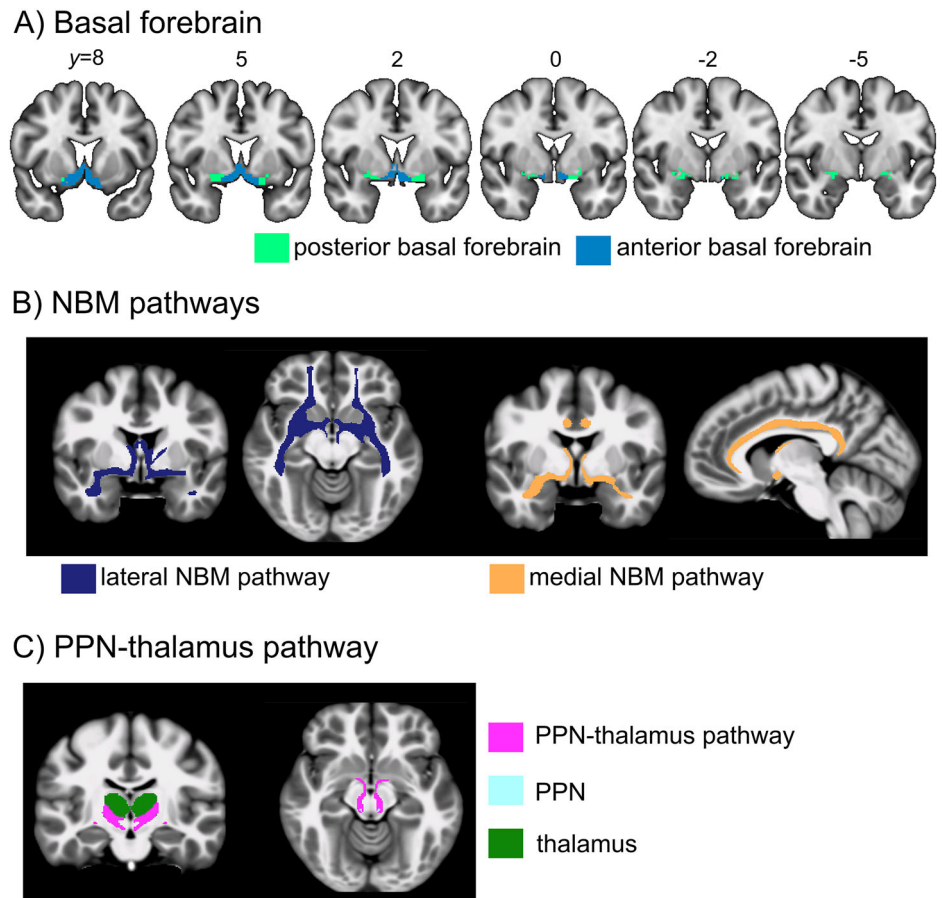 A) Basal forebrain
y=8 5 2 0 -2 -5
posterior basal forebrain anterior basal forebrain
B) NBM pathways
lateral NBM pathway medial NBM pathway
C) PPN-thalamus pathway
PPN-thalamus pathway
PPN
thalamus